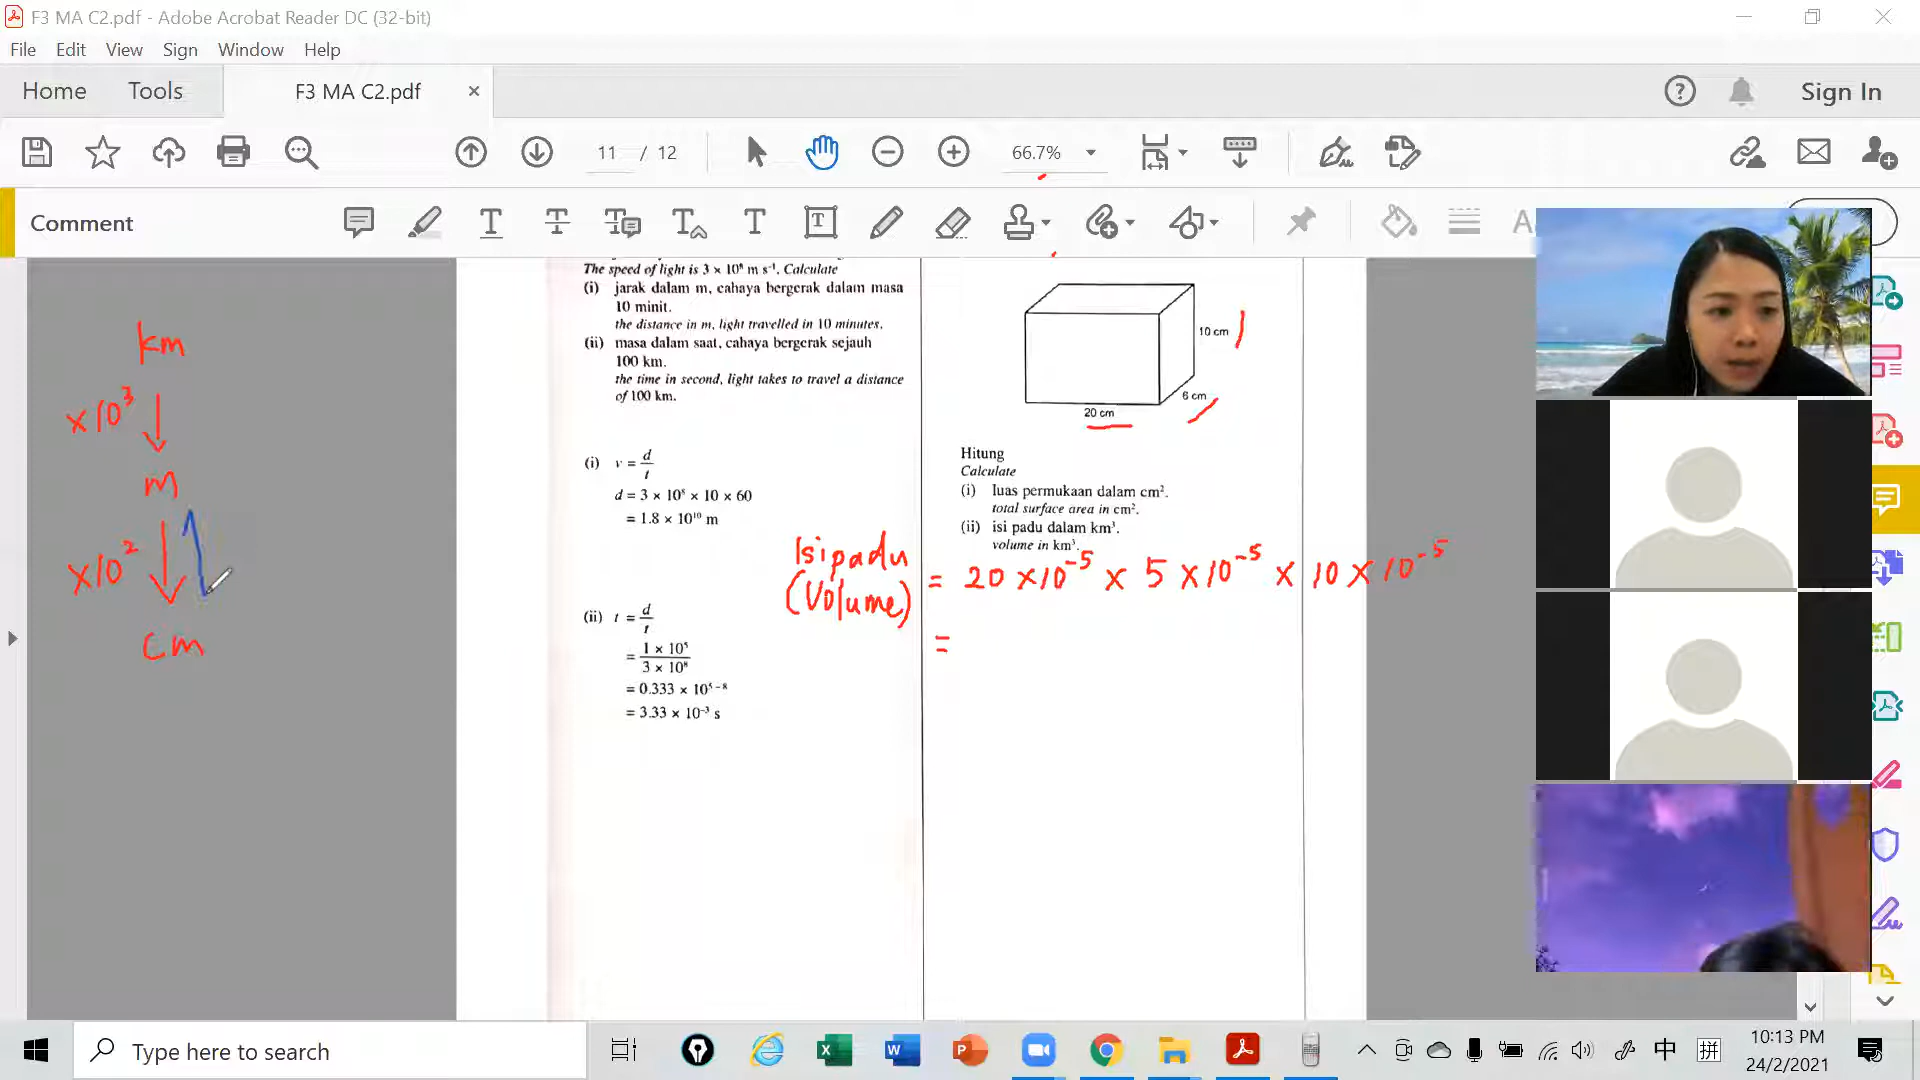 F3 MA C2.pdf - Adobe Acrobat Reader DC (32-bit)
File Edit View Sign Window Help
Home Tools F3 MA C2.pdf × Sign In
11 / 12 66.7%
Comment
The speed of light is 3 × 10⁸ m s⁻¹. Calculate
(i) jarak dalam m, cahaya bergerak dalam masa
10 minit.
the distance in m, light travelled in 10 minutes.
(ii) masa dalam saat, cahaya bergerak sejauh
100 km.
the time in second, light takes to travel a distance
of 100 km.
(i) v = d/t
d = 3 × 10⁸ × 10 × 60
= 1.8 × 10¹⁰ m
(ii) t = d/t
= 1 × 10⁵ / 3 × 10⁸
= 0.333 × 10⁵⁻⁸
= 3.33 × 10⁻³ s
10 cm
6 cm
20 cm
Hitung
Calculate
(i) luas permukaan dalam cm².
total surface area in cm².
(ii) isi padu dalam km³.
volume in km³.
km
×10³
m
×10²
cm
Isipadu
(Volume) = 20 ×10⁻⁵ × 5 ×10⁻⁵ × 10 × 10⁻⁵
=
Type here to search
中 拼
10:13 PM
24/2/2021